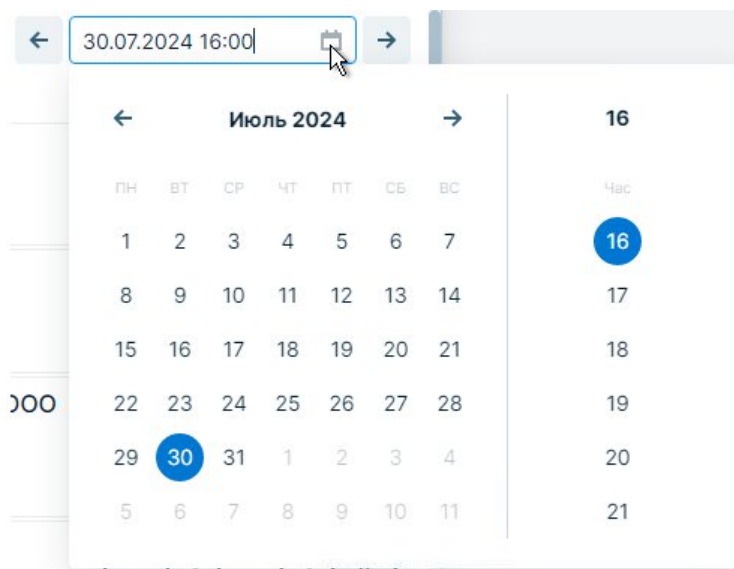 30.07.2024 16:00
Июль 2024 16
ПН ВТ СР ЧТ ПТ СБ ВС Час
1 2 3 4 5 6 7 16
8 9 10 11 12 13 14 17
15 16 17 18 19 20 21 18
ООО 22 23 24 25 26 27 28 19
29 30 31 1 2 3 4 20
5 6 7 8 9 10 11 21